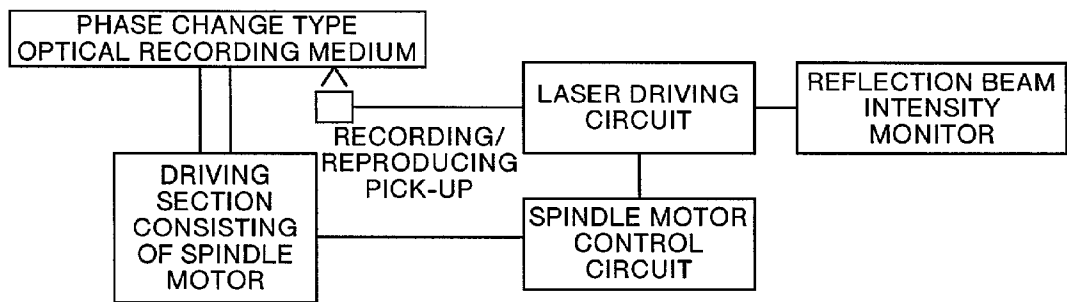 PHASE CHANGE TYPE
OPTICAL RECORDING MEDIUM
LASER DRIVING
CIRCUIT
REFLECTION BEAM
INTENSITY
MONITOR
RECORDING/
REPRODUCING
PICK-UP
DRIVING
SECTION
CONSISTING
OF SPINDLE
MOTOR
SPINDLE MOTOR
CONTROL
CIRCUIT